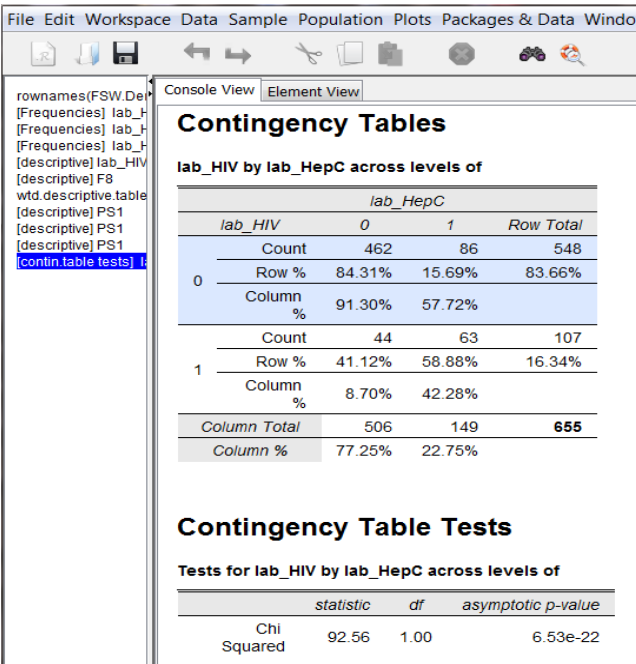 File Edit Workspace Data Sample Population Plots Packages & Data Windo
Console View Element View
rownames(FSW.De
[Frequencies] lab_H
[Frequencies] lab_H
[Frequencies] lab_H
[descriptive] lab_HIV
[descriptive] F8
wtd.descriptive.table
[descriptive] PS1
[descriptive] PS1
[descriptive] PS1
[contin.table tests] l
Contingency Tables
lab_HIV by lab_HepC across levels of
lab_HepC
lab_HIV 0 1 Row Total
0
Count 462 86 548
Row % 84.31% 15.69% 83.66%
Column % 91.30% 57.72%
1
Count 44 63 107
Row % 41.12% 58.88% 16.34%
Column % 8.70% 42.28%
Column Total 506 149 655
Column % 77.25% 22.75%
Contingency Table Tests
Tests for lab_HIV by lab_HepC across levels of
statistic df asymptotic p-value
Chi Squared 92.56 1.00 6.53e-22